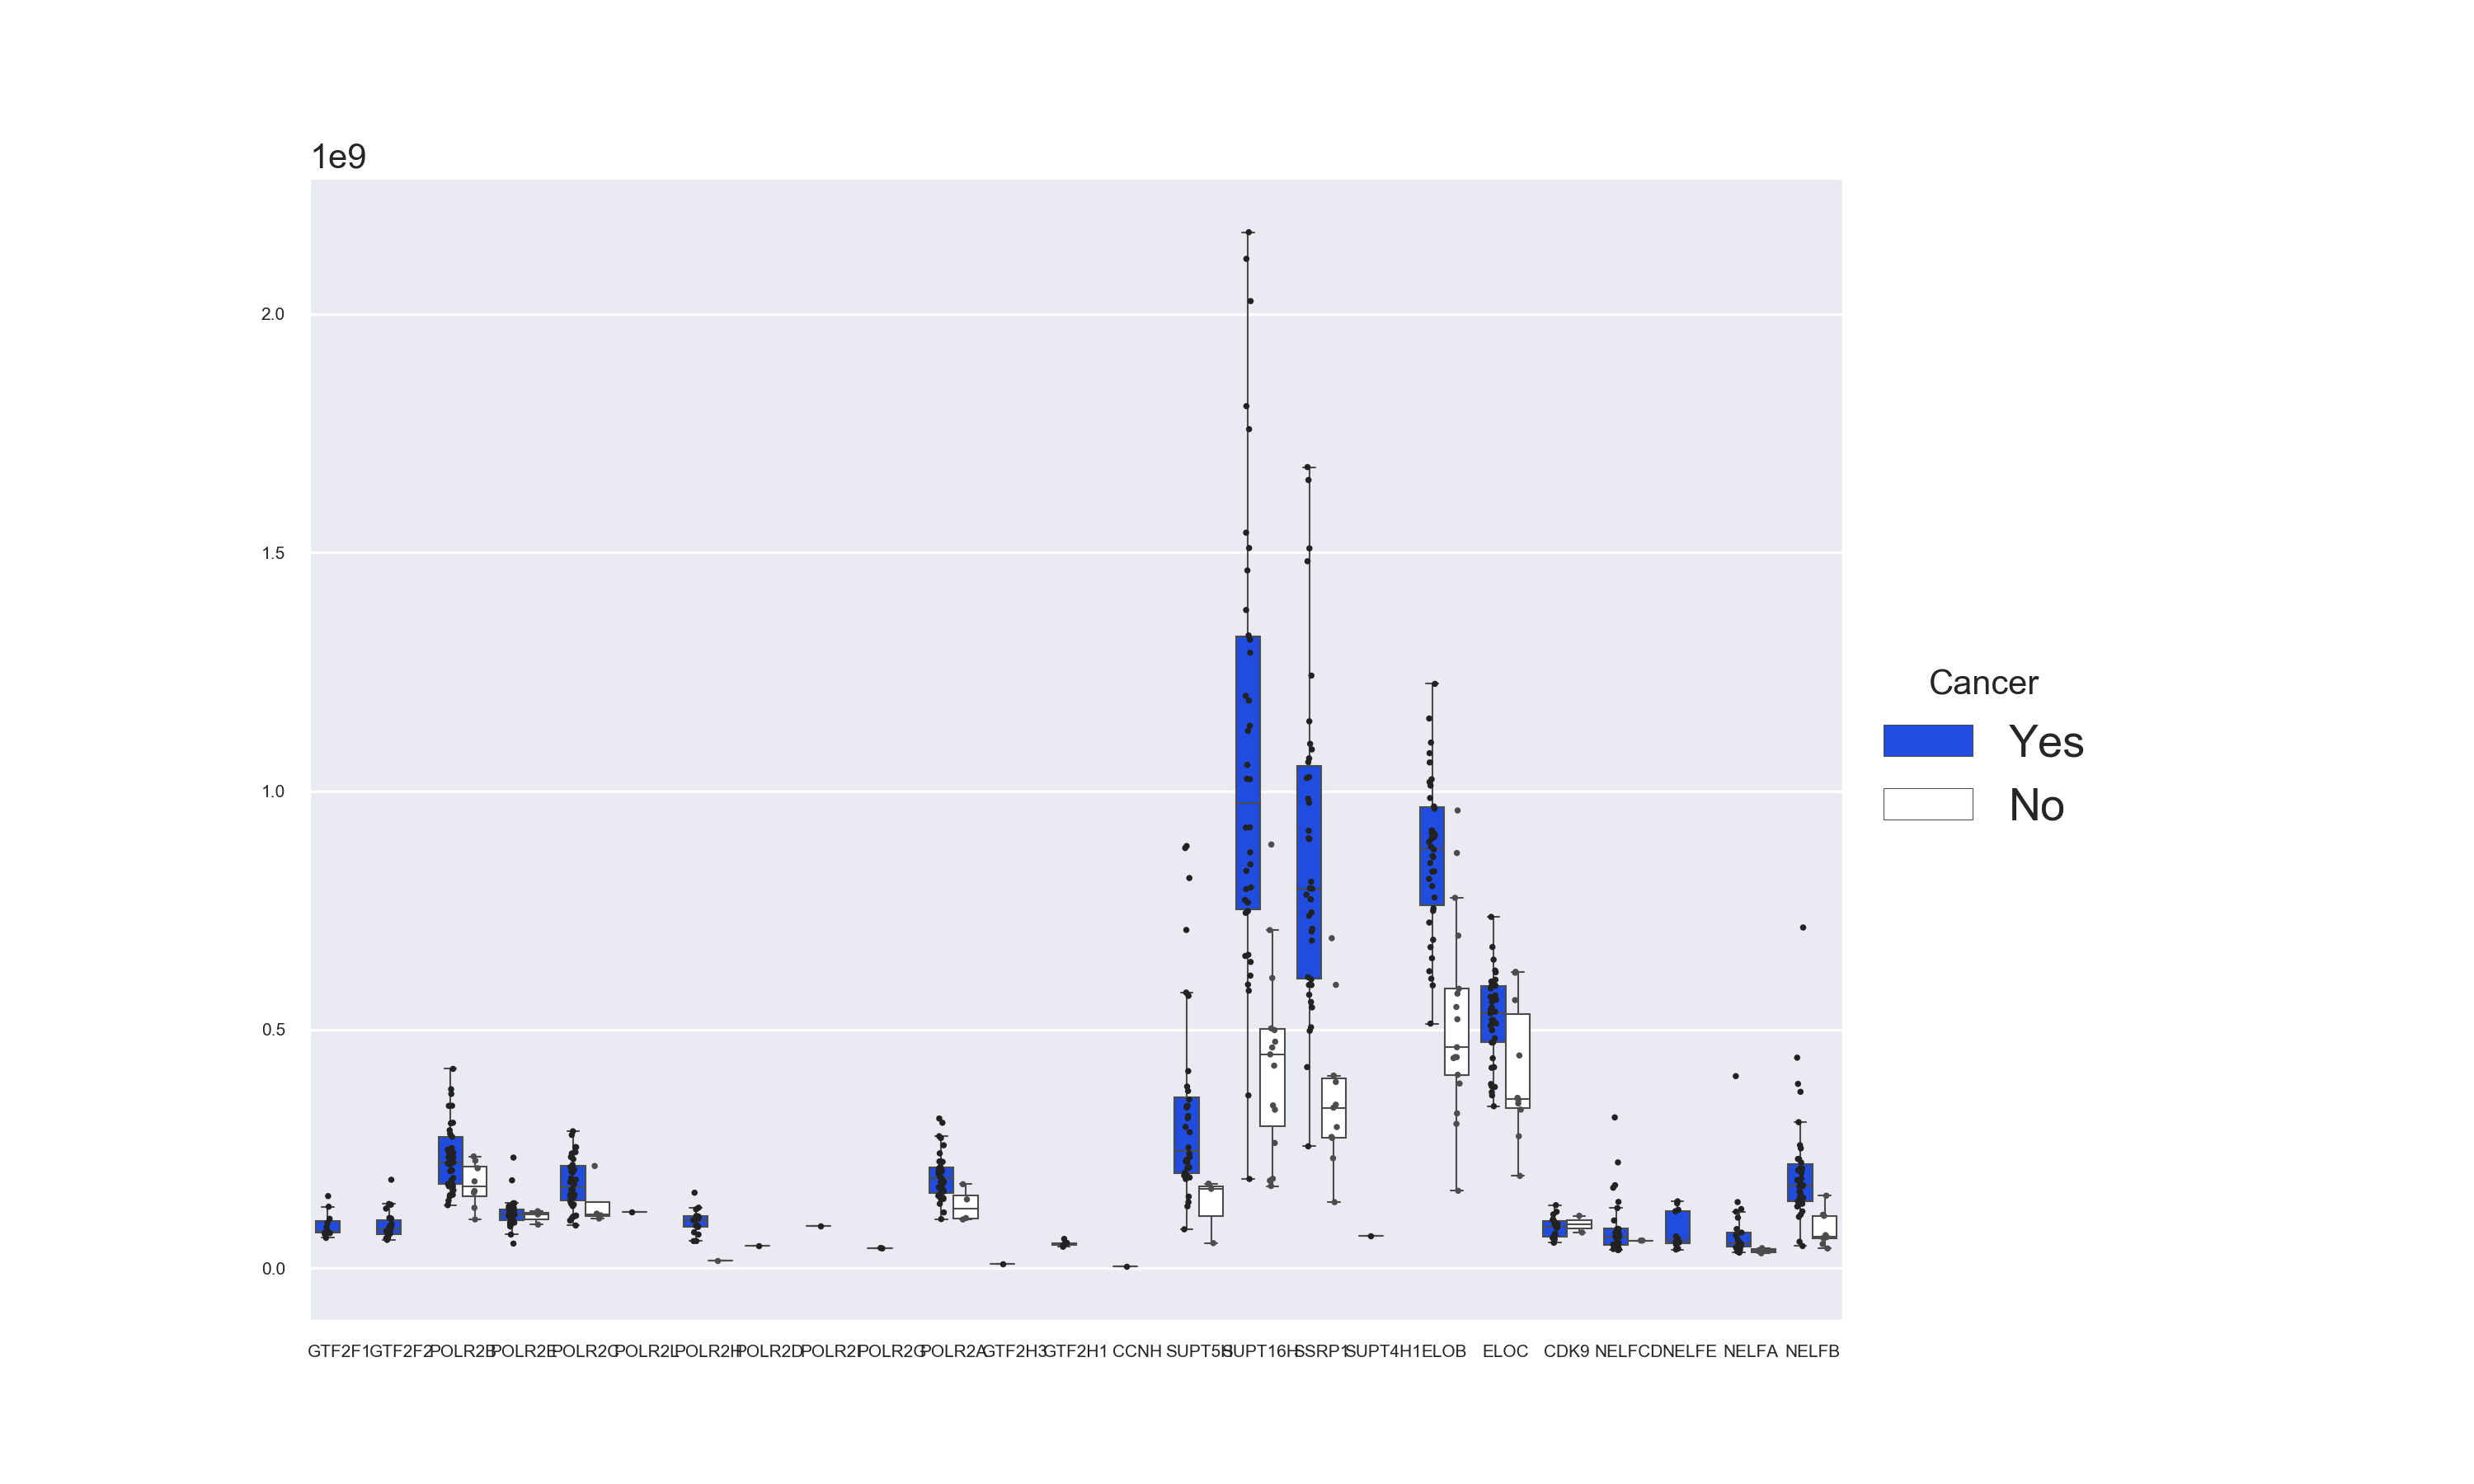 1e9
2.0
1.5
1.0
0.5
0.0
GTF2F1 GTF2F2 POLR2B POLR2E POLR2C POLR2L POLR2H POLR2D POLR2I POLR2G POLR2A GTF2H3 GTF2H1 CCNH SUPT5H SUPT16H SSRP1 SUPT4H1 ELOB ELOC CDK9 NELFCD NELFE NELFA NELFB
Cancer
Yes
No